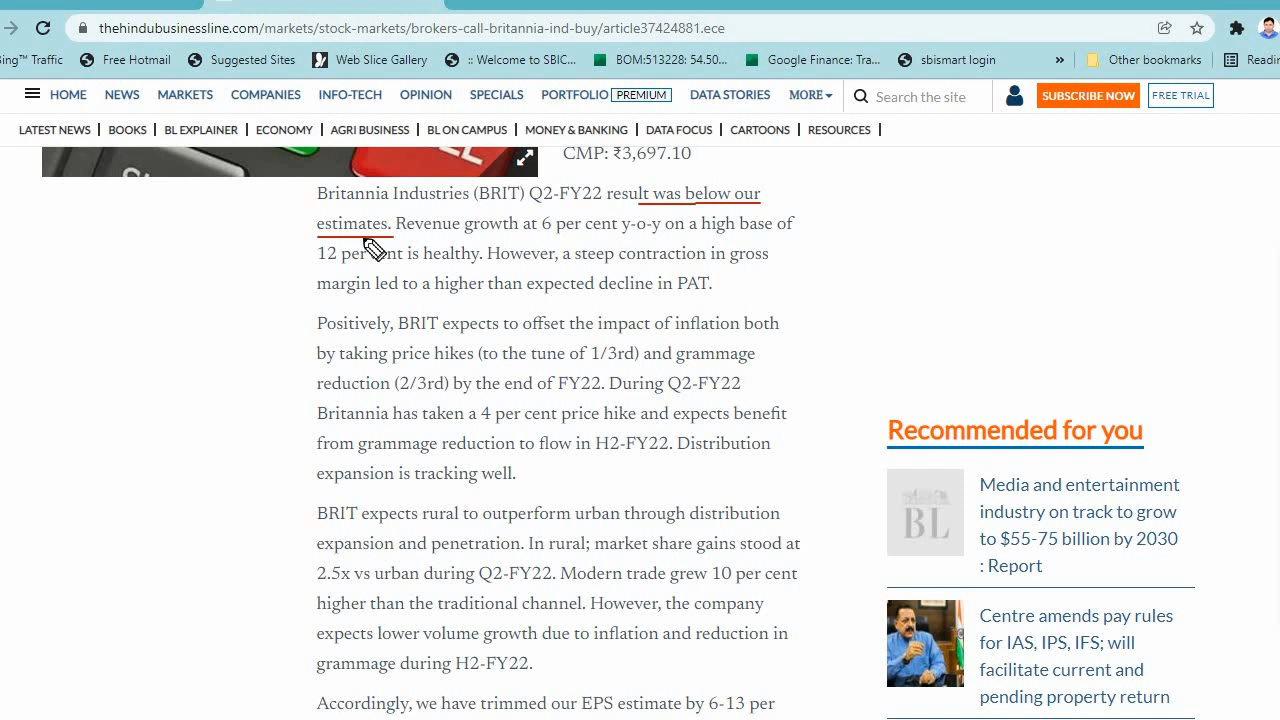 thehindubusinessline.com/markets/stock-markets/brokers-call-britannia-ind-buy/article37424881.ece
ing™ Traffic Free Hotmail Suggested Sites Web Slice Gallery :: Welcome to SBIC... BOM:513228: 54.50... Google Finance: Tra... sbismart login » Other bookmarks Readin
HOME NEWS MARKETS COMPANIES INFO-TECH OPINION SPECIALS PORTFOLIO PREMIUM DATA STORIES MORE Search the site SUBSCRIBE NOW FREE TRIAL
LATEST NEWS | BOOKS | BL EXPLAINER | ECONOMY | AGRI BUSINESS | BL ON CAMPUS | MONEY & BANKING | DATA FOCUS | CARTOONS | RESOURCES |
CMP: ₹3,697.10
Britannia Industries (BRIT) Q2-FY22 result was below our
estimates. Revenue growth at 6 per cent y-o-y on a high base of
12 per cent is healthy. However, a steep contraction in gross
margin led to a higher than expected decline in PAT.
Positively, BRIT expects to offset the impact of inflation both
by taking price hikes (to the tune of 1/3rd) and grammage
reduction (2/3rd) by the end of FY22. During Q2-FY22
Britannia has taken a 4 per cent price hike and expects benefit
from grammage reduction to flow in H2-FY22. Distribution
expansion is tracking well.
BRIT expects rural to outperform urban through distribution
expansion and penetration. In rural; market share gains stood at
2.5x vs urban during Q2-FY22. Modern trade grew 10 per cent
higher than the traditional channel. However, the company
expects lower volume growth due to inflation and reduction in
grammage during H2-FY22.
Accordingly, we have trimmed our EPS estimate by 6-13 per
Recommended for you
BL
Media and entertainment
industry on track to grow
to $55-75 billion by 2030
: Report
Centre amends pay rules
for IAS, IPS, IFS; will
facilitate current and
pending property return